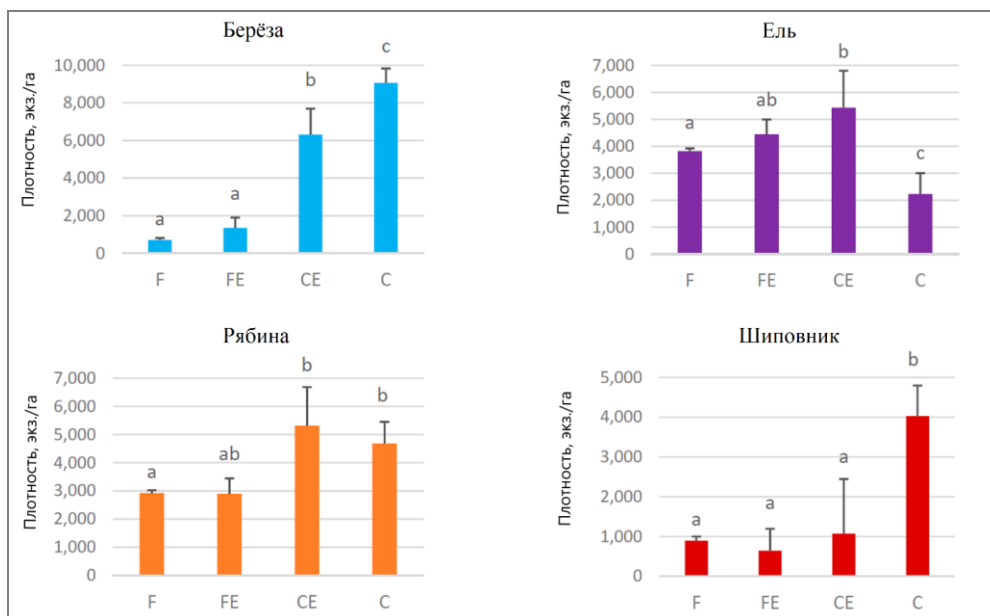 Берёза
Плотность, экз./га
10,000
8,000
6,000
4,000
2,000
0
a
a
b
c
F FE CE C
Ель
Плотность, экз./га
7,000
6,000
5,000
4,000
3,000
2,000
1,000
0
a
ab
b
c
F FE CE C
Рябина
Плотность, экз./га
7,000
6,000
5,000
4,000
3,000
2,000
1,000
0
a
ab
b
b
F FE CE C
Шиповник
Плотность, экз./га
5,000
4,000
3,000
2,000
1,000
0
a
a
a
b
F FE CE C